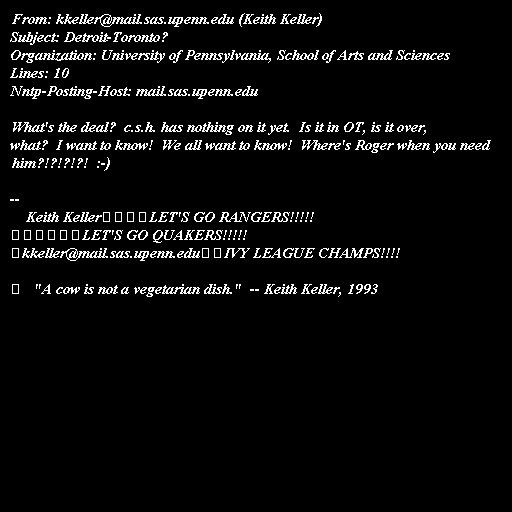 From: kkeller@mail.sas.upenn.edu (Keith Keller)
Subject: Detroit-Toronto?
Organization: University of Pennsylvania, School of Arts and Sciences
Lines: 10
Nntp-Posting-Host: mail.sas.upenn.edu

What's the deal?  c.s.h. has nothing on it yet.  Is it in OT, is it over,
what?  I want to know!  We all want to know!  Where's Roger when you need
him?!?!?!?!  :-)

--
    Keith Keller▯▯▯▯LET'S GO RANGERS!!!!!
▯▯▯▯▯▯LET'S GO QUAKERS!!!!!
▯kkeller@mail.sas.upenn.edu▯▯IVY LEAGUE CHAMPS!!!!

▯   "A cow is not a vegetarian dish."  -- Keith Keller, 1993